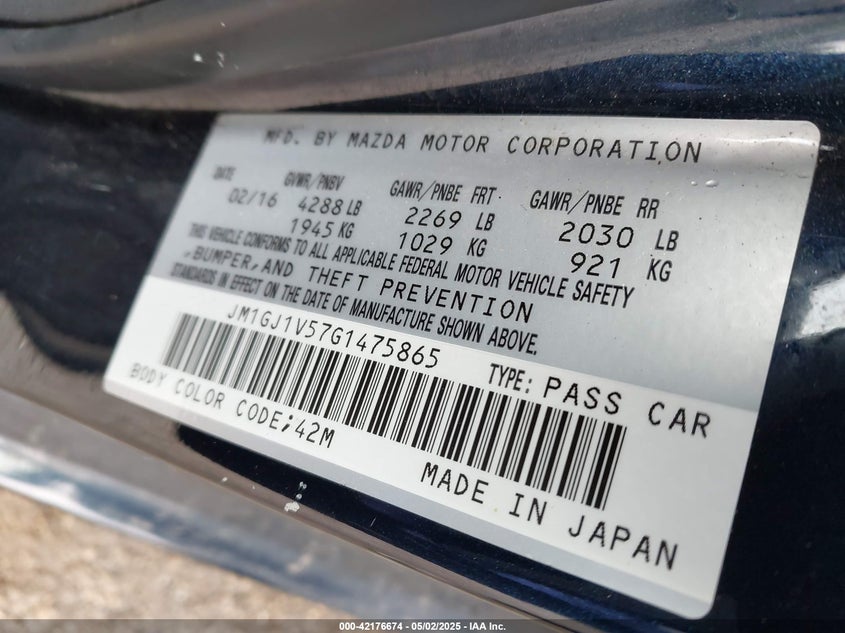 MFD. BY MAZDA MOTOR CORPORATION
DATE GVWR/PNBV GAWR/PNBE FRT GAWR/PNBE RR
02/16 4288 LB 2269 LB 2030 LB
1945 KG 1029 KG 921 KG
THIS VEHICLE CONFORMS TO ALL APPLICABLE FEDERAL MOTOR VEHICLE SAFETY
,BUMPER,AND THEFT PREVENTION
STANDARDS IN EFFECT ON THE DATE OF MANUFACTURE SHOWN ABOVE.
JM1GJ1V57G1475865 TYPE: PASS CAR
BODY COLOR CODE;42M
MADE IN JAPAN
000-42176674 - 05/02/2025 - IAA Inc.